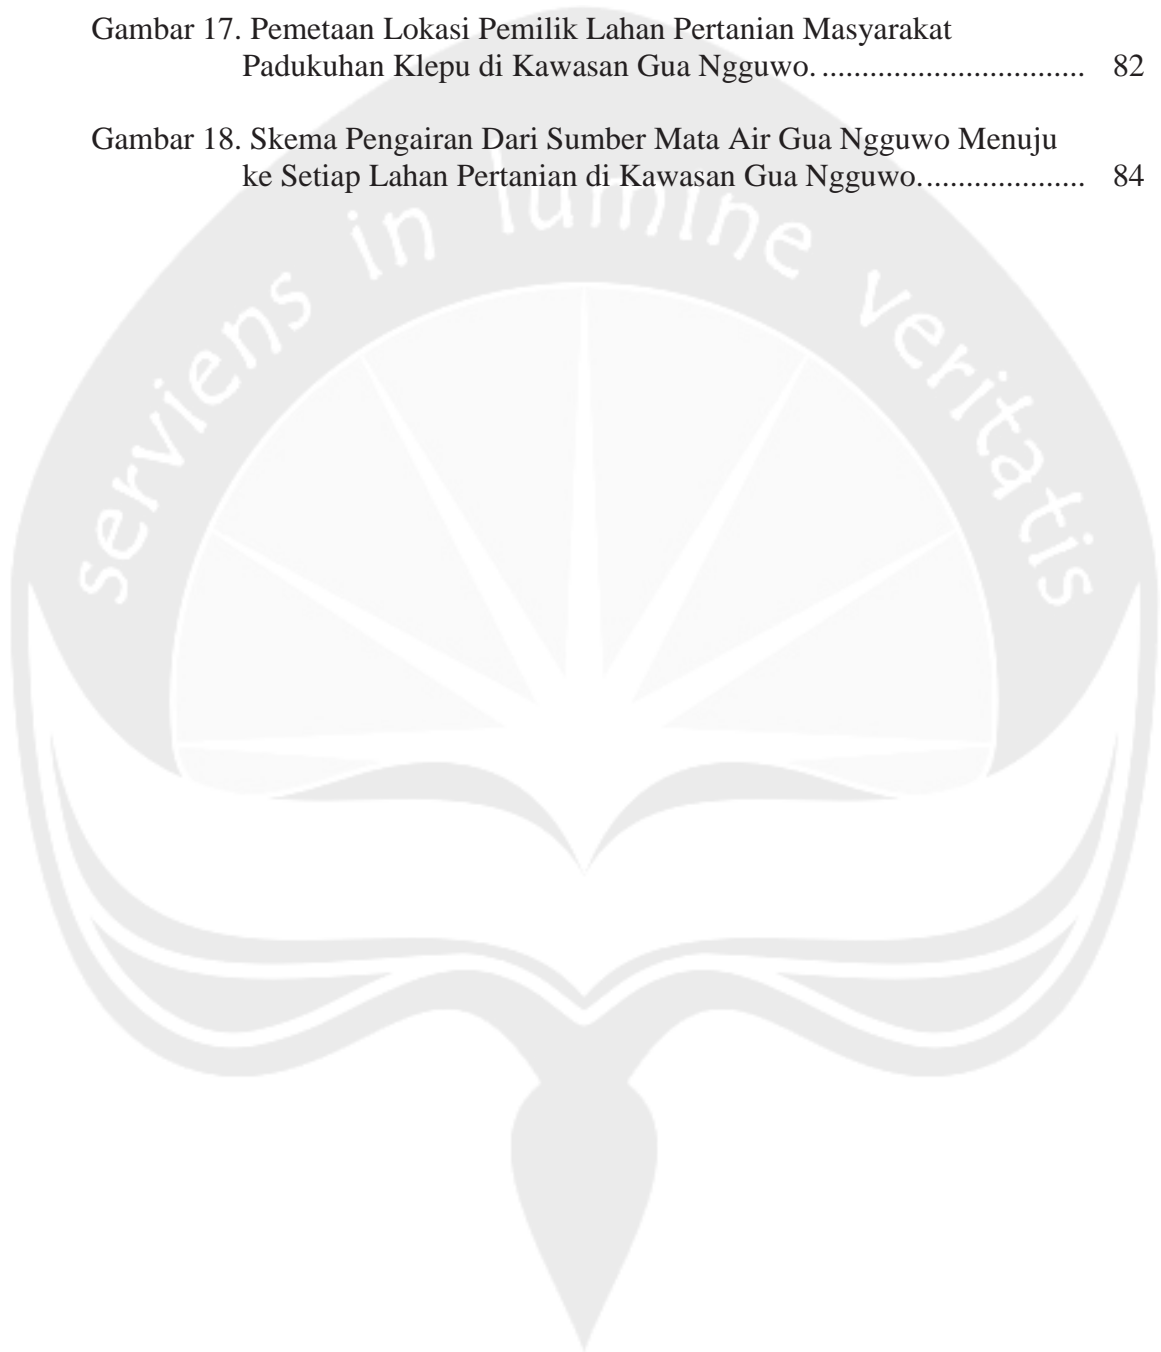 Gambar 17. Pemetaan Lokasi Pemilik Lahan Pertanian Masyarakat
Padukuhan Klepu di Kawasan Gua Ngguwo. ................................. 82
Gambar 18. Skema Pengairan Dari Sumber Mata Air Gua Ngguwo Menuju
ke Setiap Lahan Pertanian di Kawasan Gua Ngguwo..................... 84
serviens in lumine veritatis